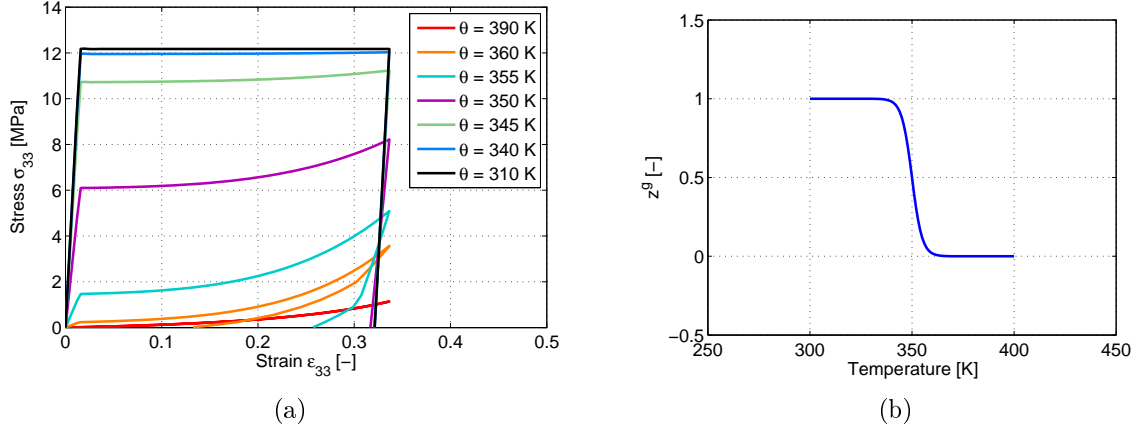 14
12
10
8
6
4
2
0
Stress σ33 [MPa]
0
0.1
0.2
0.3
0.4
0.5
Strain ε33 [-]
θ = 390 K
θ = 360 K
θ = 355 K
θ = 350 K
θ = 345 K
θ = 340 K
θ = 310 K
(a)
1.5
1
0.5
0
−0.5
z^g [-]
250
300
350
400
450
Temperature [K]
(b)